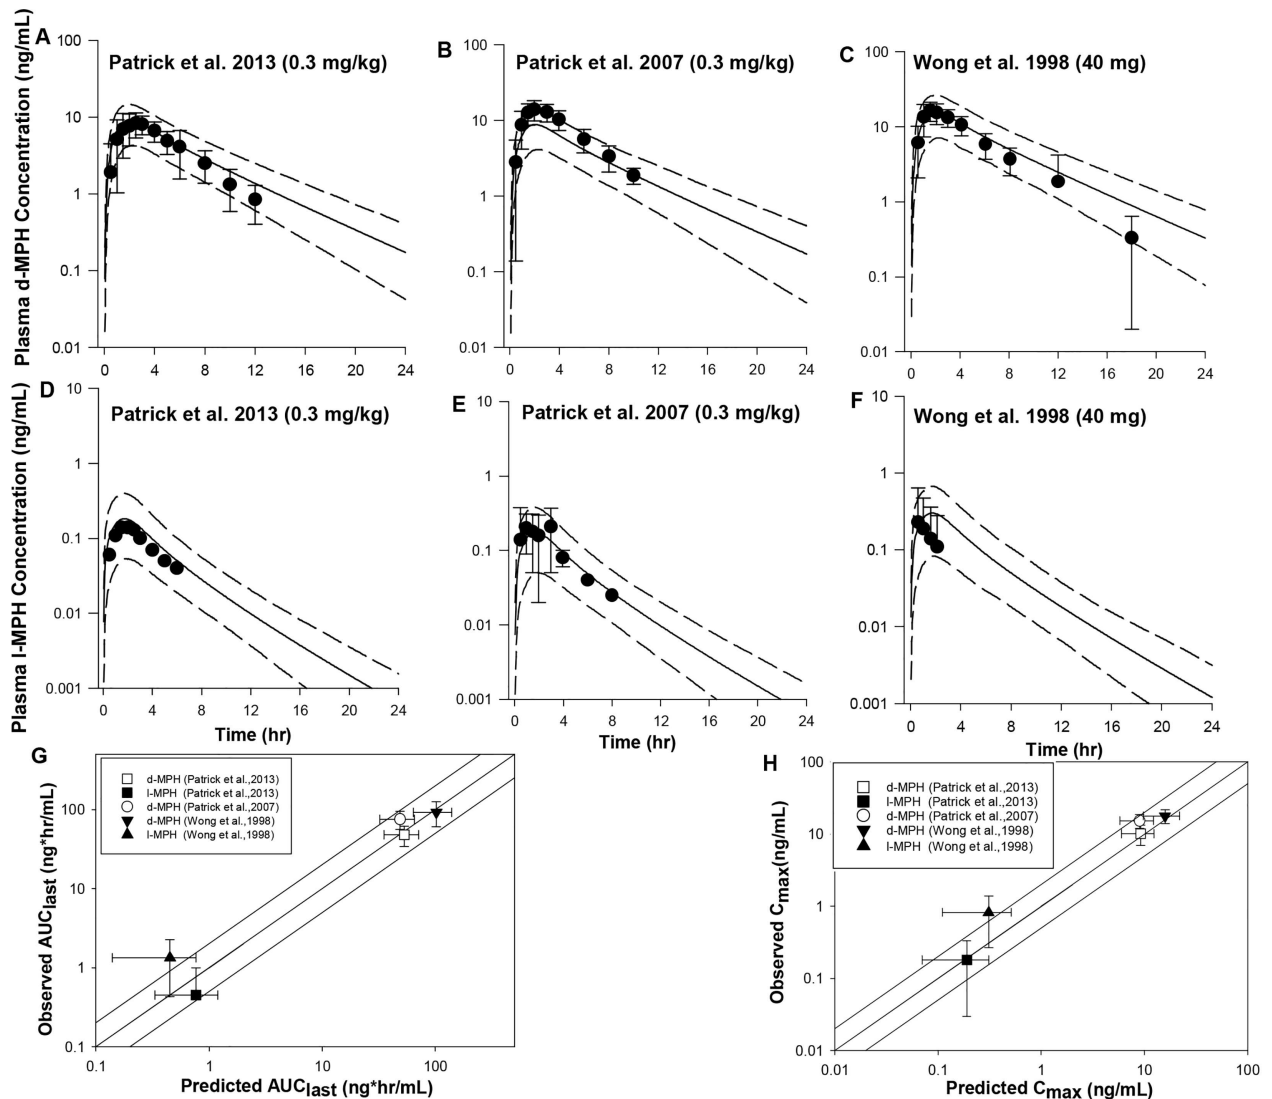 A
Patrick et al. 2013 (0.3 mg/kg)
Plasma d-MPH Concentration (ng/mL)
100
10
1
0.1
0.01
0 4 8 12 16 20 24
B
Patrick et al. 2007 (0.3 mg/kg)
100
10
1
0.1
0.01
0 4 8 12 16 20 24
C
Wong et al. 1998 (40 mg)
100
10
1
0.1
0.01
0 4 8 12 16 20 24
D
Patrick et al. 2013 (0.3 mg/kg)
Plasma l-MPH Concentration (ng/mL)
10
1
0.1
0.01
0.001
0 4 8 12 16 20 24
Time (hr)
E
Patrick et al. 2007 (0.3 mg/kg)
10
1
0.1
0.01
0.001
0 4 8 12 16 20 24
Time (hr)
F
Wong et al. 1998 (40 mg)
10
1
0.1
0.01
0.001
0 4 8 12 16 20 24
Time (hr)
G
d-MPH (Patrick et al.,2013)
l-MPH (Patrick et al.,2013)
d-MPH (Patrick et al.,2007)
d-MPH (Wong et al.,1998)
l-MPH (Wong et al.,1998)
Observed AUClast (ng*hr/mL)
100
10
1
0.1
0.1 1 10 100
Predicted AUClast (ng*hr/mL)
H
d-MPH (Patrick et al.,2013)
l-MPH (Patrick et al.,2013)
d-MPH (Patrick et al.,2007)
d-MPH (Wong et al.,1998)
l-MPH (Wong et al.,1998)
Observed Cmax(ng/mL)
100
10
1
0.1
0.01
0.01 0.1 1 10 100
Predicted Cmax (ng/mL)